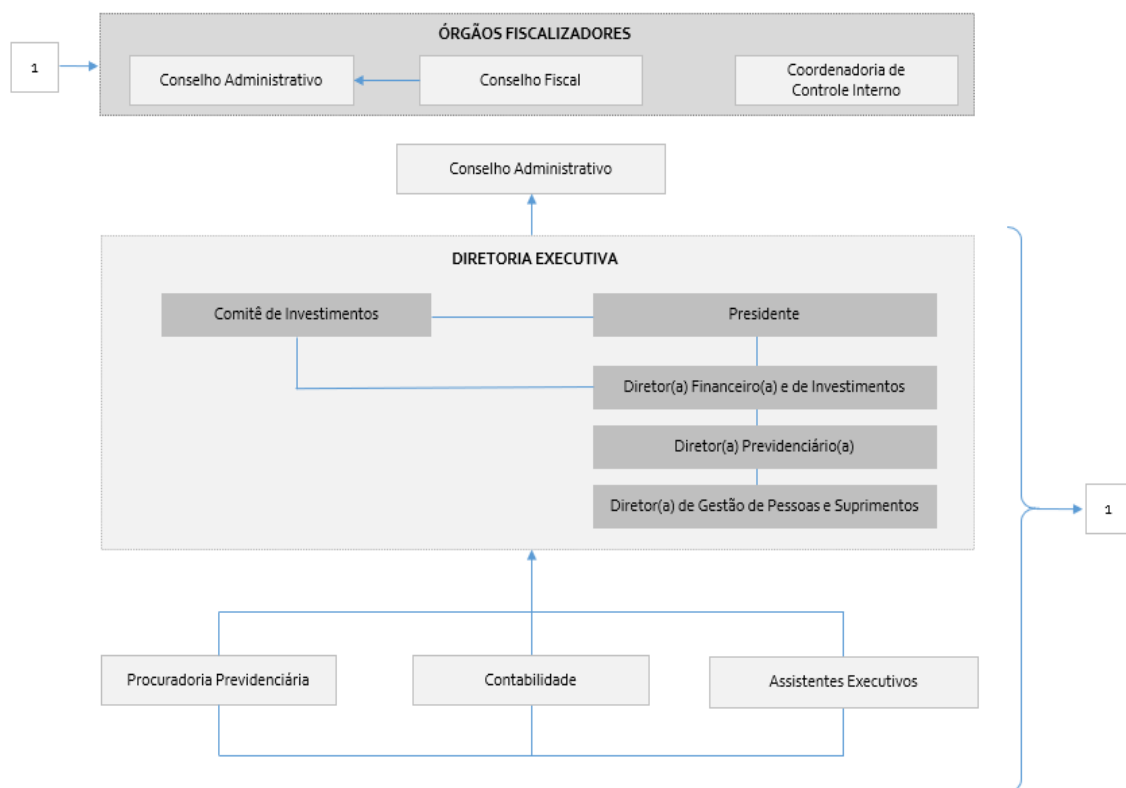 ÓRGÃOS FISCALIZADORES
1
Conselho Administrativo
Conselho Fiscal
Coordenadoria de
Controle Interno
Conselho Administrativo
DIRETORIA EXECUTIVA
Comitê de Investimentos
Presidente
Diretor(a) Financeiro(a) e de Investimentos
Diretor(a) Previdenciário(a)
Diretor(a) de Gestão de Pessoas e Suprimentos
1
Procuradoria Previdenciária
Contabilidade
Assistentes Executivos